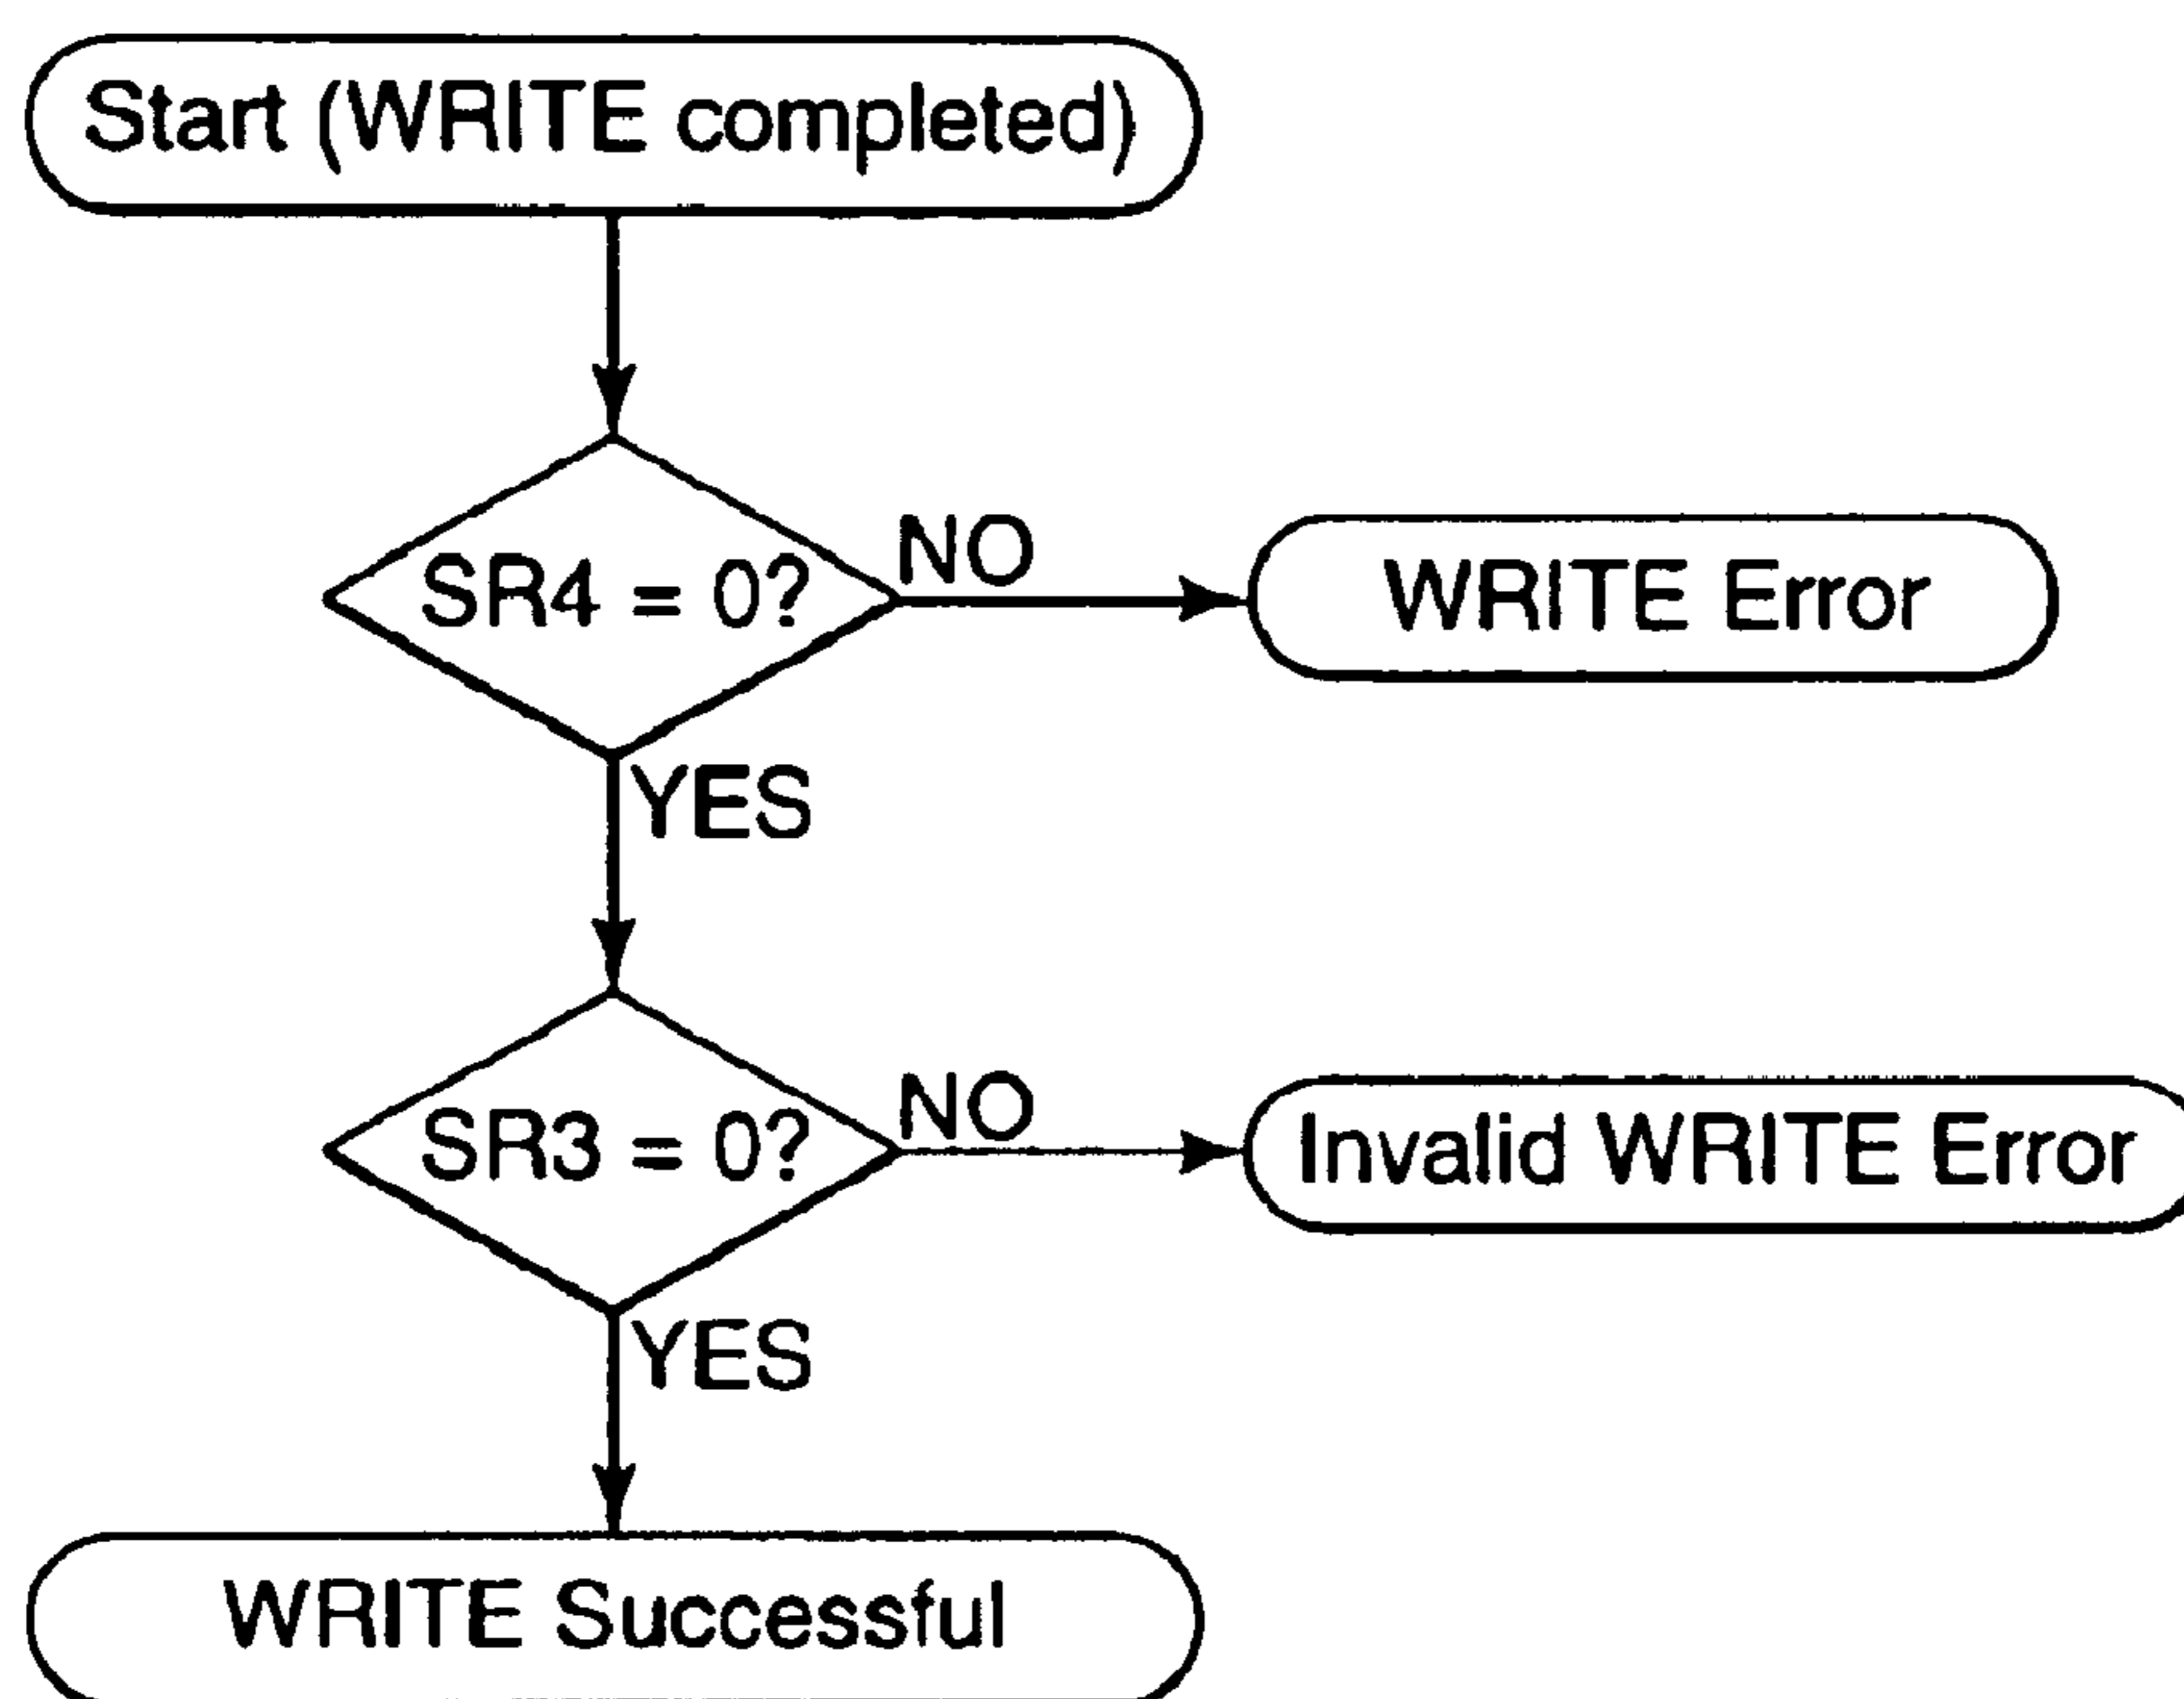 Start (WRITE completed)
SR4 = 0?
NO
WRITE Error
YES
SR3 = 0?
NO
Invalid WRITE Error
YES
WRITE Successful